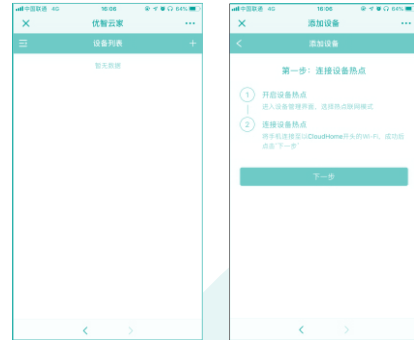 中国联通 4G 16:06 64%
优智云家
设备列表
暂无数据
中国联通 4G 16:06 64%
添加设备
添加设备
第一步：连接设备热点
1 开启设备热点
进入设备管理界面，选择热点联网模式
2 连接设备热点
将手机连接至以CloudHome开头的Wi-Fi，成功后
点击“下一步”
下一步